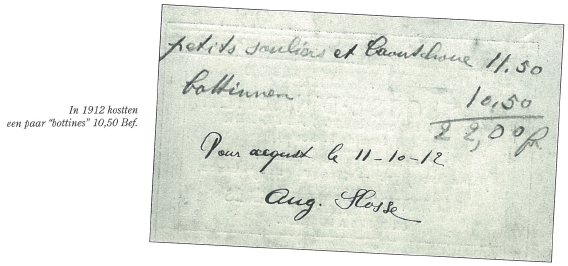 In 1912 kostten
een paar "bottines" 10,50 Bef.
petits souliers et Caoutchouc 11.50
bottinnen 10,50
22,00 fr
Pour acquit le 11-10-12
Aug. Slosse